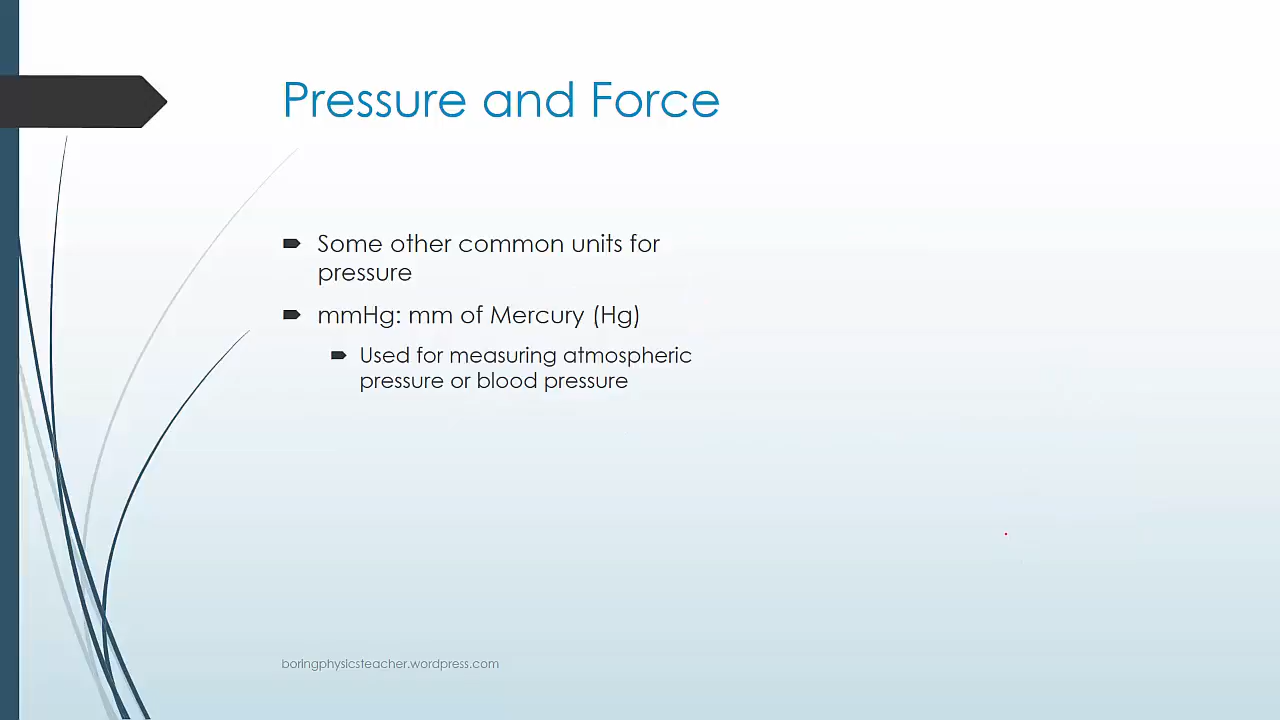 Pressure and Force
Some other common units for
pressure
mmHg: mm of Mercury (Hg)
Used for measuring atmospheric
pressure or blood pressure
boringphysicsteacher.wordpress.com